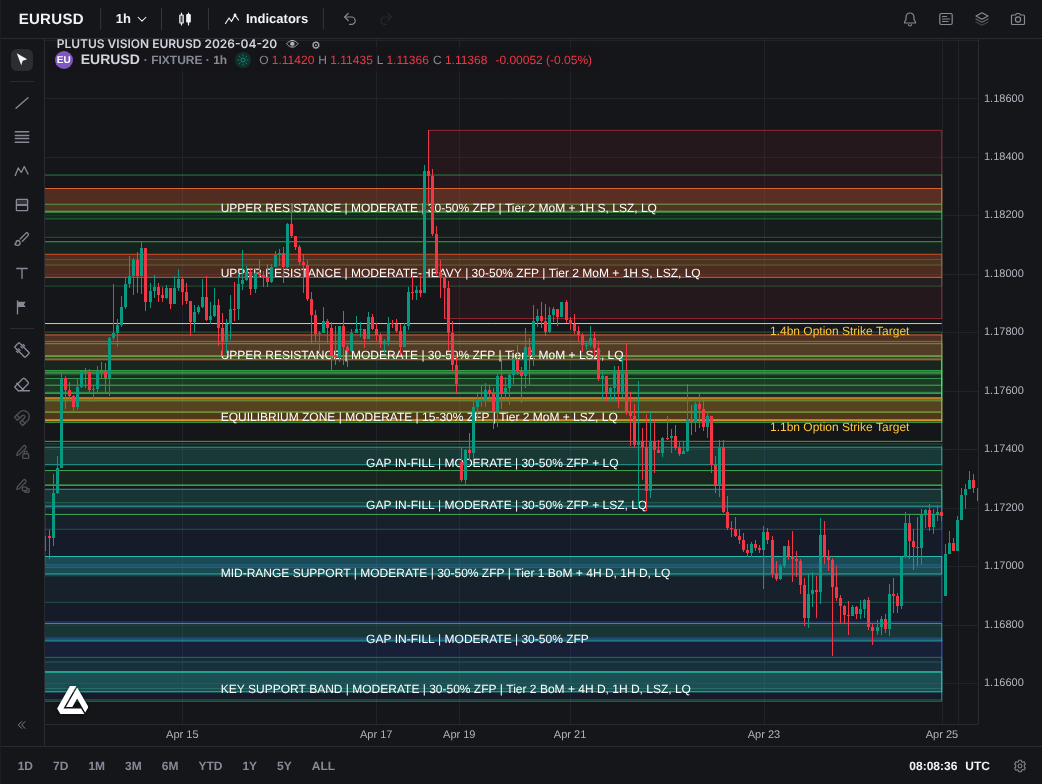 EURUSD 1h Indicators
PLUTUS VISION EURUSD 2026-04-20
EU EURUSD · FIXTURE · 1h O 1.11420 H 1.11435 L 1.11366 C 1.11368 -0.00052 (-0.05%)
1.18600
1.18400
UPPER RESISTANCE | MODERATE | 30-50% ZFP | Tier 2 MoM + 1H S, LSZ, LQ
1.18200
UPPER RESISTANCE | MODERATE-HEAVY | 30-50% ZFP | Tier 2 MoM + 1H S, LSZ, LQ
1.18000
1.4bn Option Strike Target
1.17800
UPPER RESISTANCE | MODERATE | 30-50% ZFP | Tier 2 MoM + LSZ, LQ
1.17600
EQUILIBRIUM ZONE | MODERATE | 15-30% ZFP | Tier 2 MoM + LSZ, LQ
1.1bn Option Strike Target
1.17400
GAP IN-FILL | MODERATE | 30-50% ZFP + LQ
GAP IN-FILL | MODERATE | 30-50% ZFP + LSZ, LQ
1.17200
MID-RANGE SUPPORT | MODERATE | 30-50% ZFP | Tier 1 BoM + 4H D, 1H D, LQ
1.17000
1.16800
GAP IN-FILL | MODERATE | 30-50% ZFP
KEY SUPPORT BAND | MODERATE | 30-50% ZFP | Tier 2 BoM + 4H D, 1H D, LSZ, LQ
1.16600
Apr 15 Apr 17 Apr 19 Apr 21 Apr 23 Apr 25
1D 7D 1M 3M 6M YTD 1Y 5Y ALL 08:08:36 UTC